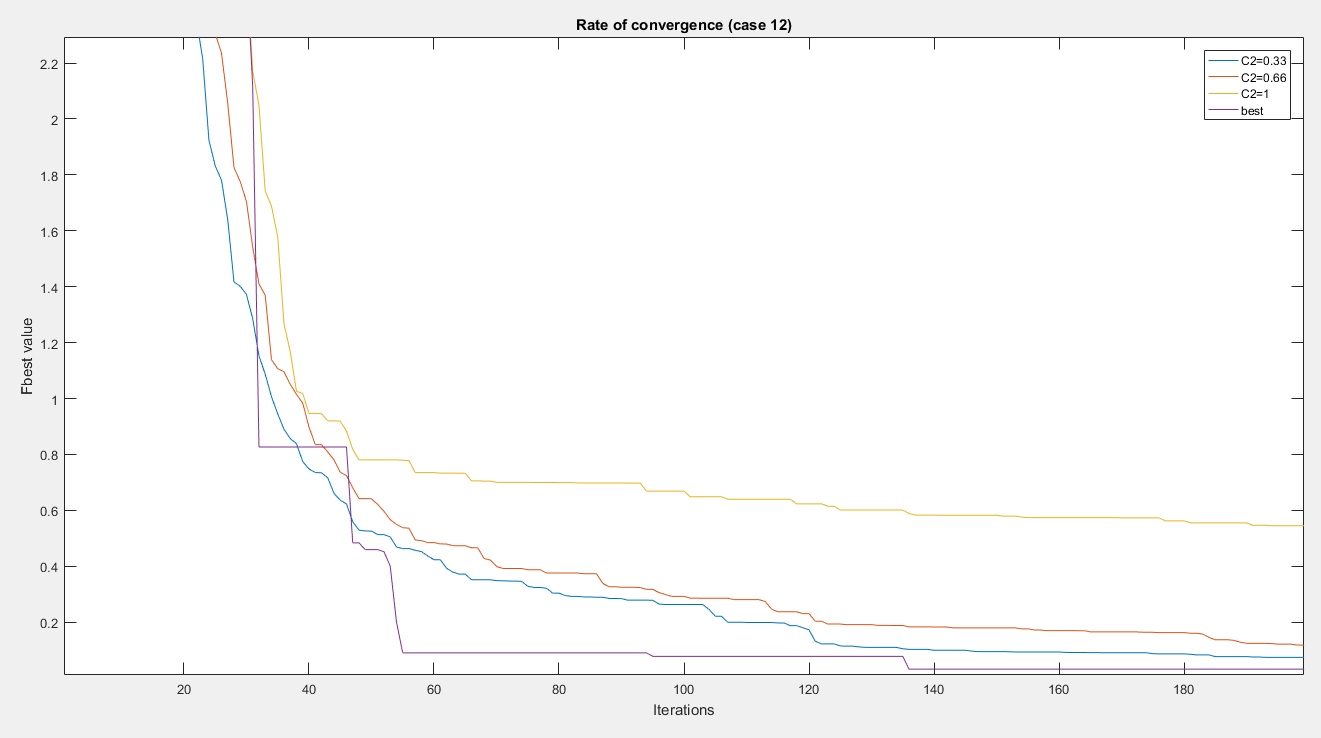 Rate of convergence (case 12)
C2=0.33
C2=0.66
C2=1
best
Fbest value
2.2
2
1.8
1.6
1.4
1.2
1
0.8
0.6
0.4
0.2
20 40 60 80 100 120 140 160 180
Iterations